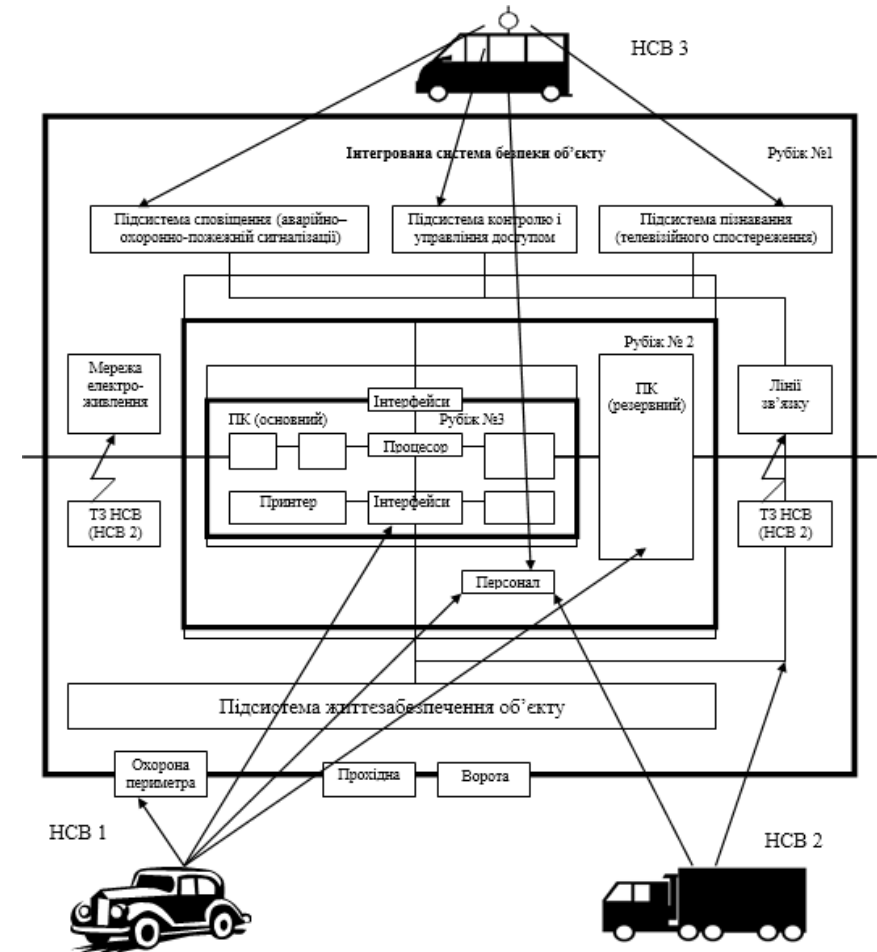 НСВ 3
Інтегрована система безпеки об’єкту
Рубіж №1
Підсистема сповіщення (аварійно–
охоронно-пожежній сигналізації)
Підсистема контролю і
управління доступом
Підсистема пізнавання
(телевізійного спостереження)
Рубіж № 2
Мережа
електро-
живлення
ПК
(резервний)
Лінії
зв’язку
Інтерфейси
ПК (основний)
Рубіж №3
Процесор
Принтер
Інтерфейси
ТЗ НСВ
(НСВ 2)
ТЗ НСВ
(НСВ 2)
Персонал
Підсистема життєзабезпечення об’єкту
Охорона
периметра
Прохідна
Ворота
НСВ 1
НСВ 2